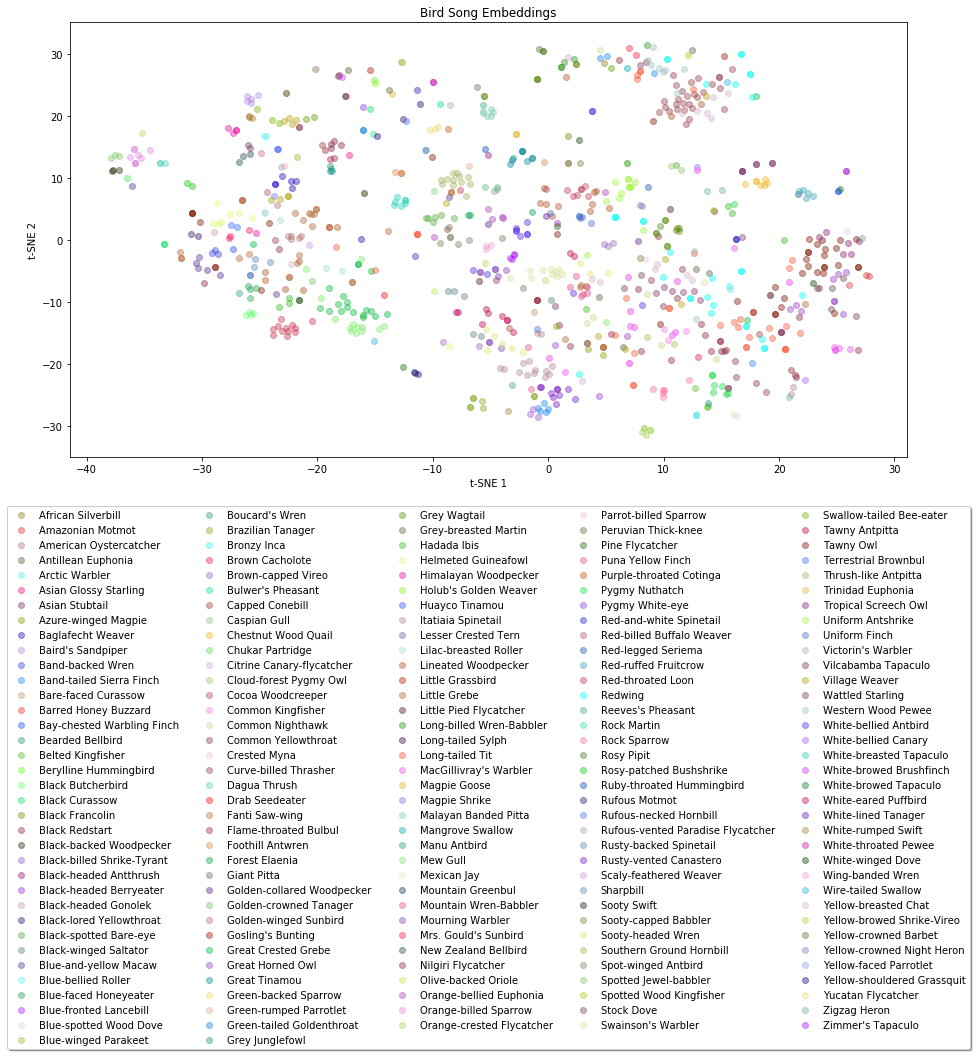 Bird Song Embeddings
30
20
10
0
−10
−20
−30
t-SNE 2
−40
−30
−20
−10
0
10
20
30
t-SNE 1
African Silverbill
Amazonian Motmot
American Oystercatcher
Antillean Euphonia
Arctic Warbler
Asian Glossy Starling
Asian Stubtail
Azure-winged Magpie
Baglafecht Weaver
Baird's Sandpiper
Band-backed Wren
Band-tailed Sierra Finch
Bare-faced Curassow
Barred Honey Buzzard
Bay-chested Warbling Finch
Bearded Bellbird
Belted Kingfisher
Berylline Hummingbird
Black Butcherbird
Black Curassow
Black Francolin
Black Redstart
Black-backed Woodpecker
Black-billed Shrike-Tyrant
Black-headed Antthrush
Black-headed Berryeater
Black-headed Gonolek
Black-lored Yellowthroat
Black-spotted Bare-eye
Black-winged Saltator
Blue-and-yellow Macaw
Blue-bellied Roller
Blue-faced Honeyeater
Blue-fronted Lancebill
Blue-spotted Wood Dove
Blue-winged Parakeet
Boucard's Wren
Brazilian Tanager
Bronzy Inca
Brown Cacholote
Brown-capped Vireo
Bulwer's Pheasant
Capped Conebill
Caspian Gull
Chestnut Wood Quail
Chukar Partridge
Citrine Canary-flycatcher
Cloud-forest Pygmy Owl
Cocoa Woodcreeper
Common Kingfisher
Common Nighthawk
Common Yellowthroat
Crested Myna
Curve-billed Thrasher
Dagua Thrush
Drab Seedeater
Fanti Saw-wing
Flame-throated Bulbul
Foothill Antwren
Forest Elaenia
Giant Pitta
Golden-collared Woodpecker
Golden-crowned Tanager
Golden-winged Sunbird
Gosling's Bunting
Great Crested Grebe
Great Horned Owl
Great Tinamou
Green-backed Sparrow
Green-rumped Parrotlet
Green-tailed Goldenthroat
Grey Junglefowl
Grey Wagtail
Grey-breasted Martin
Hadada Ibis
Helmeted Guineafowl
Himalayan Woodpecker
Holub's Golden Weaver
Huayco Tinamou
Itatiaia Spinetail
Lesser Crested Tern
Lilac-breasted Roller
Lineated Woodpecker
Little Grassbird
Little Grebe
Little Pied Flycatcher
Long-billed Wren-Babbler
Long-tailed Sylph
Long-tailed Tit
MacGillivray's Warbler
Magpie Goose
Magpie Shrike
Malayan Banded Pitta
Mangrove Swallow
Manu Antbird
Mew Gull
Mexican Jay
Mountain Greenbul
Mountain Wren-Babbler
Mourning Warbler
Mrs. Gould's Sunbird
New Zealand Bellbird
Nilgiri Flycatcher
Olive-backed Oriole
Orange-bellied Euphonia
Orange-billed Sparrow
Orange-crested Flycatcher
Parrot-billed Sparrow
Peruvian Thick-knee
Pine Flycatcher
Puna Yellow Finch
Purple-throated Cotinga
Pygmy Nuthatch
Pygmy White-eye
Red-and-white Spinetail
Red-billed Buffalo Weaver
Red-legged Seriema
Red-ruffed Fruitcrow
Red-throated Loon
Redwing
Reeves's Pheasant
Rock Martin
Rock Sparrow
Rosy Pipit
Rosy-patched Bushshrike
Ruby-throated Hummingbird
Rufous Motmot
Rufous-necked Hornbill
Rufous-vented Paradise Flycatcher
Rusty-backed Spinetail
Rusty-vented Canastero
Scaly-feathered Weaver
Sharpbill
Sooty Swift
Sooty-capped Babbler
Sooty-headed Wren
Southern Ground Hornbill
Spot-winged Antbird
Spotted Jewel-babbler
Spotted Wood Kingfisher
Stock Dove
Swainson's Warbler
Swallow-tailed Bee-eater
Tawny Antpitta
Tawny Owl
Terrestrial Brownbul
Thrush-like Antpitta
Trinidad Euphonia
Tropical Screech Owl
Uniform Antshrike
Uniform Finch
Victorin's Warbler
Vilcabamba Tapaculo
Village Weaver
Wattled Starling
Western Wood Pewee
White-bellied Antbird
White-bellied Canary
White-breasted Tapaculo
White-browed Brushfinch
White-browed Tapaculo
White-eared Puffbird
White-lined Tanager
White-rumped Swift
White-throated Pewee
White-winged Dove
Wing-banded Wren
Wire-tailed Swallow
Yellow-breasted Chat
Yellow-browed Shrike-Vireo
Yellow-crowned Barbet
Yellow-crowned Night Heron
Yellow-faced Parrotlet
Yellow-shouldered Grassquit
Yucatan Flycatcher
Zigzag Heron
Zimmer's Tapaculo